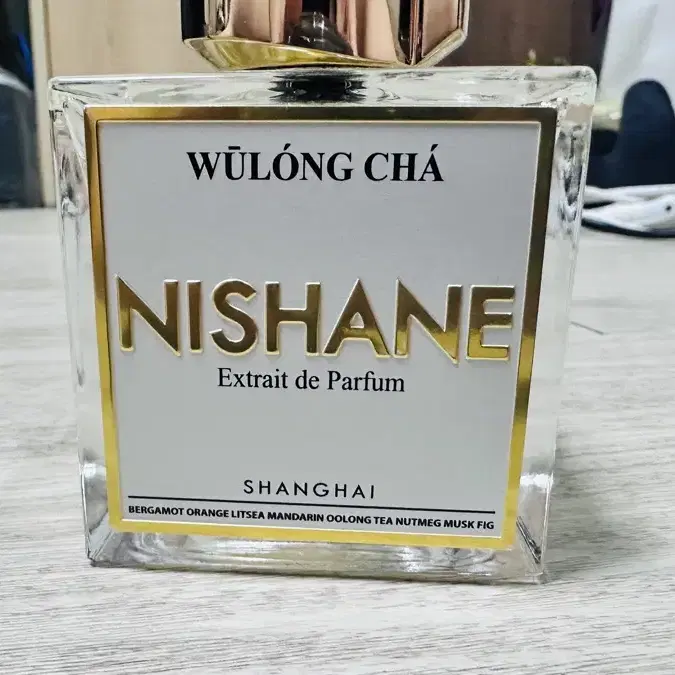 WŪLÓNG CHÁ
NISHANE
Extrait de Parfum
SHANGHAI
BERGAMOT ORANGE LITSEA MANDARIN OOLONG TEA NUTMEG MUSK FIG